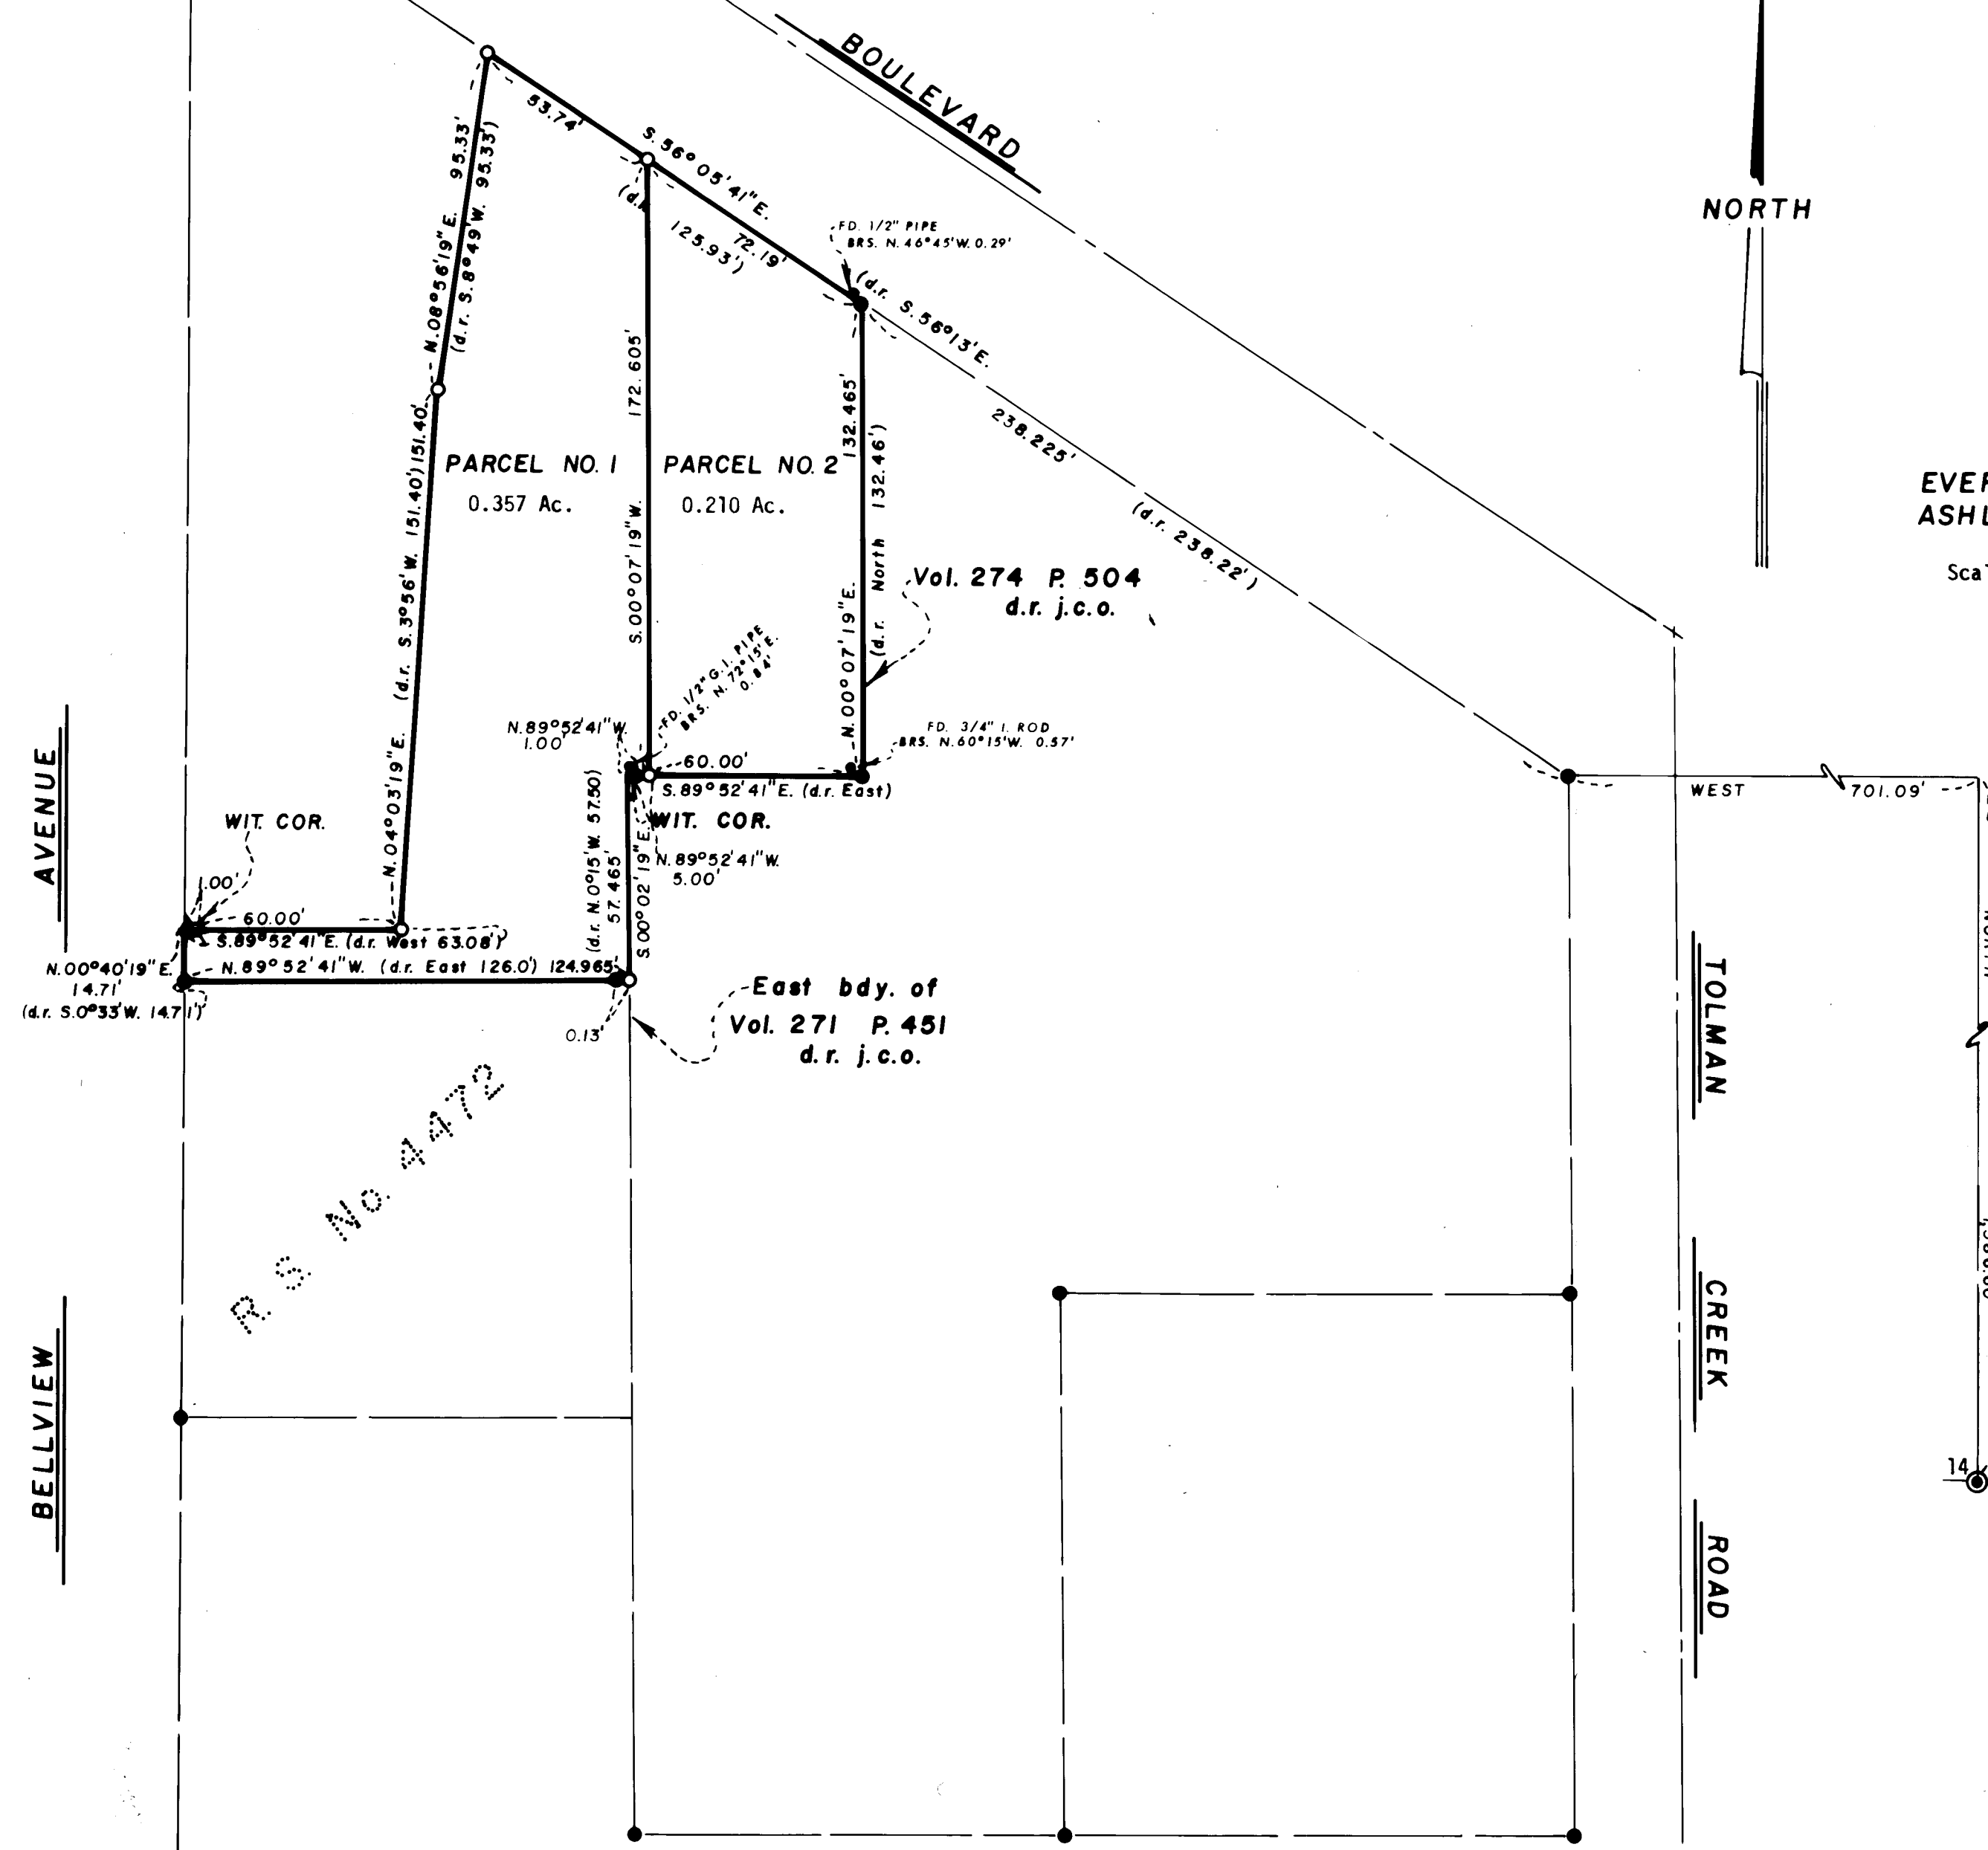 BOULEVARD
NORTH
53.74'
S. 56° 05' 41" E.
(d.r.
125.93')
72.19'
FD. 1/2" PIPE
BRS. N. 46° 45' W. 0.29'
(d.r. S. 56° 13' E.
238.225'
(d.r. 238.22')
N. 08° 56' 19" E. 95.33'
(d.r. S. 8° 49' W. 95.33')
172.605'
S. 00° 07' 19" W.
132.465'
N. 00° 07' 19" E.
(d.r. North 132.46')
PARCEL NO. 1
0.357 Ac.
PARCEL NO. 2
0.210 Ac.
N. 04° 03' 19" E. (d.r. S. 3° 56' W. 151.40') 151.40'
Vol. 274 P. 504
d.r. j.c.o.
FD. 1/2" G.I. PIPE
BRS. N. 72° 15' E.
0.84'
N. 89° 52' 41" W.
1.00'
FD. 3/4" I. ROD
BRS. N. 60° 15' W. 0.57'
60.00'
S. 89° 52' 41" E. (d.r. East)
WIT. COR.
N. 89° 52' 41" W.
5.00'
(d.r. N. 0° 15' W. 57.50)
57.465'
S. 00° 02' 19" E.
AVENUE
WIT. COR.
1.00'
60.00'
S. 89° 52' 41" E. (d.r. West 63.08')
N. 89° 52' 41" W. (d.r. East 126.0') 124.965'
N. 00° 40' 19" E.
14.71'
(d.r. S. 0° 33' W. 14.71')
0.13'
East bdy. of
Vol. 271 P. 451
d.r. j.c.o.
R. S. No. 4472
BELLVIEW
WEST 701.09'
TOLMAN
CREEK
ROAD
14
EVER
ASHL
Scal